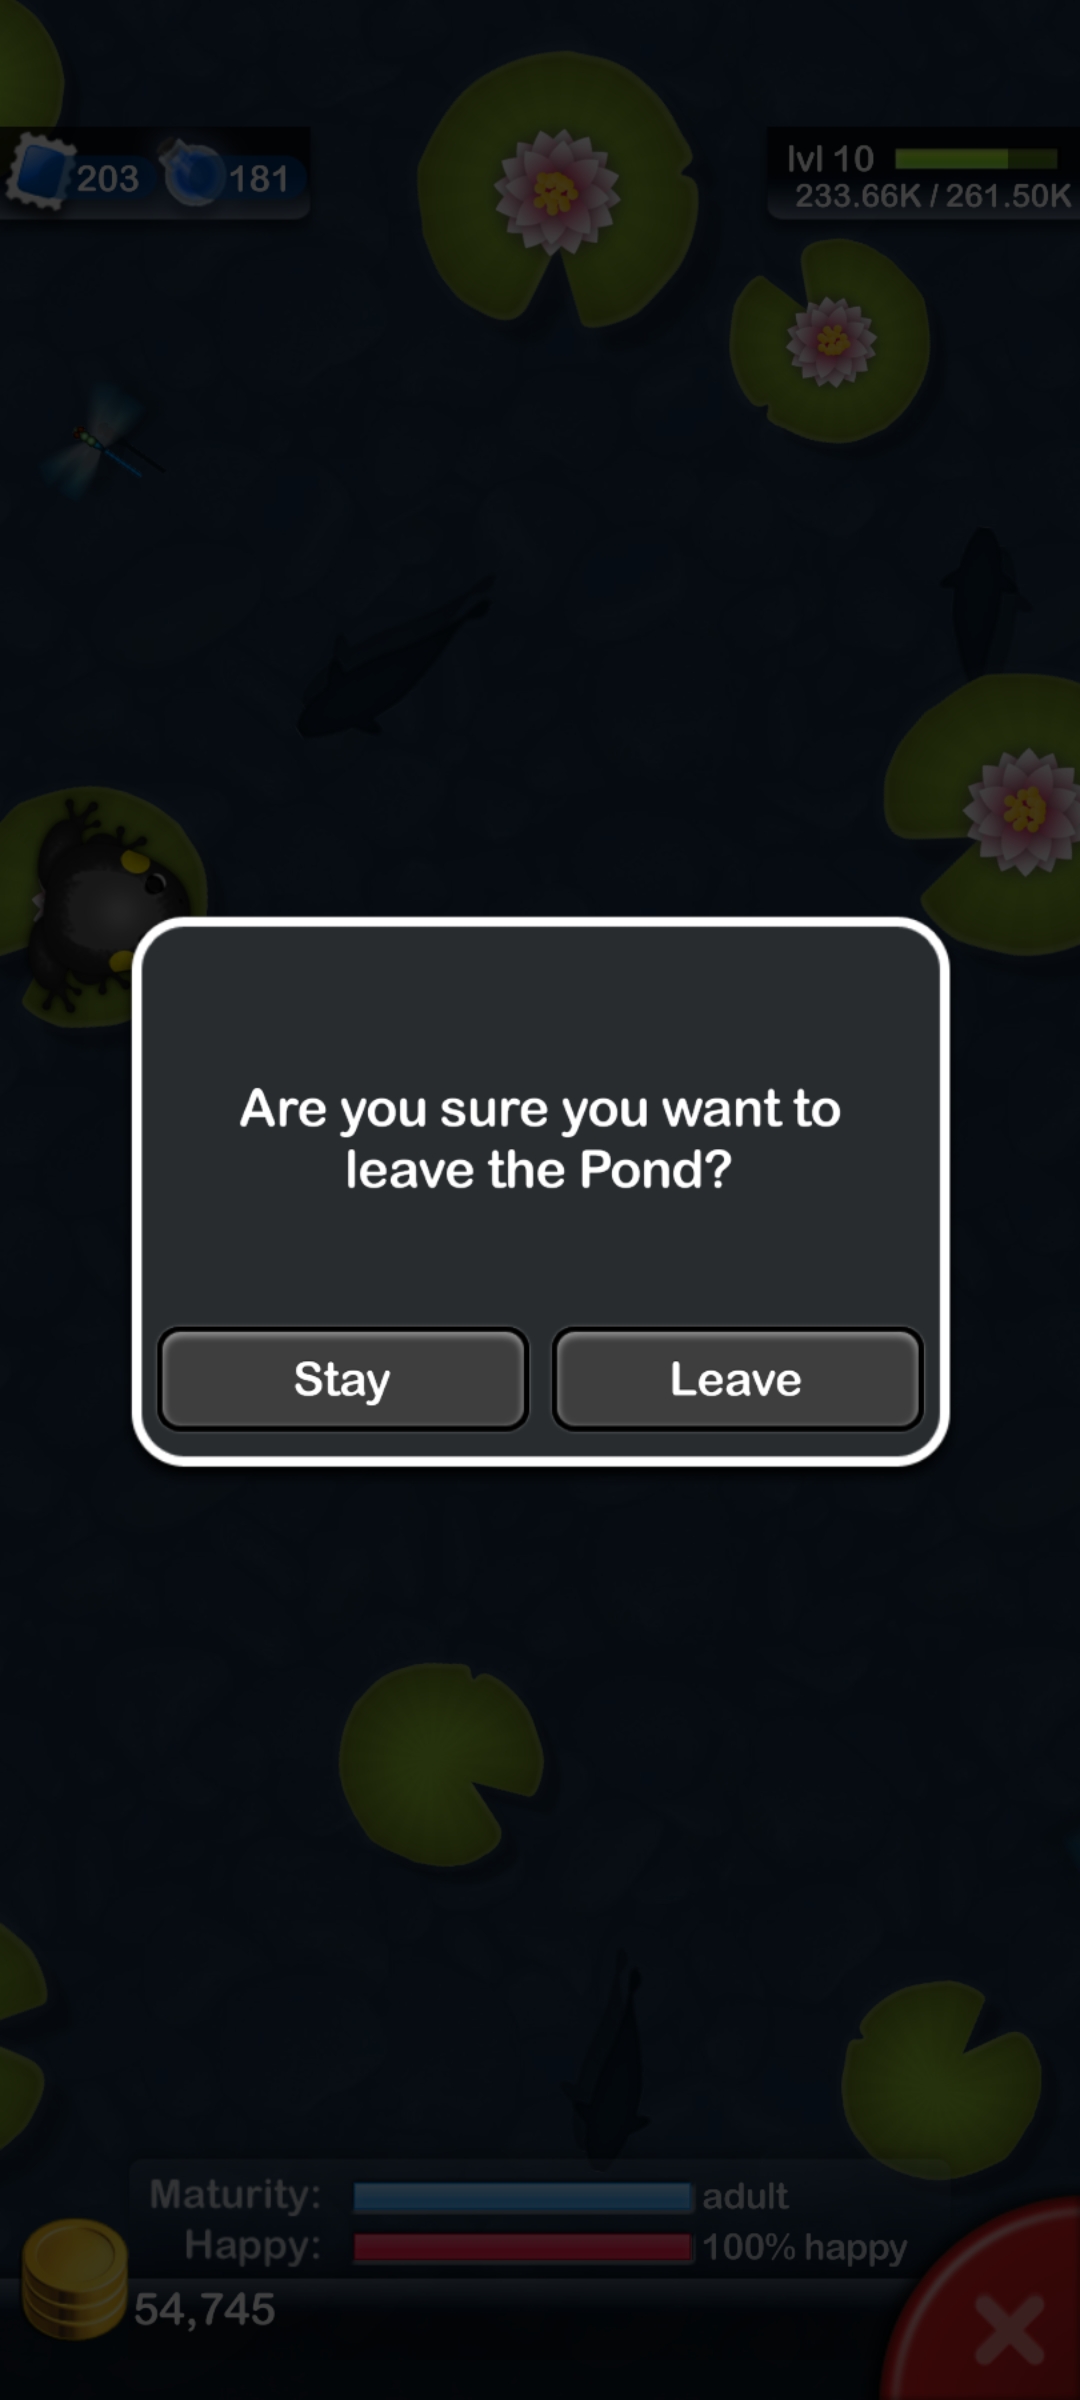 203 181
lvl 10
233.66K / 261.50K
Are you sure you want to
leave the Pond?
Stay Leave
Maturity: adult
Happy: 100% happy
54,745